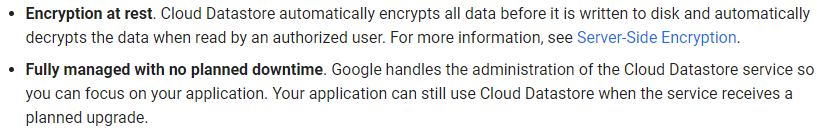 • Encryption at rest. Cloud Datastore automatically encrypts all data before it is written to disk and automatically
decrypts the data when read by an authorized user. For more information, see Server-Side Encryption.
• Fully managed with no planned downtime. Google handles the administration of the Cloud Datastore service so
you can focus on your application. Your application can still use Cloud Datastore when the service receives a
planned upgrade.